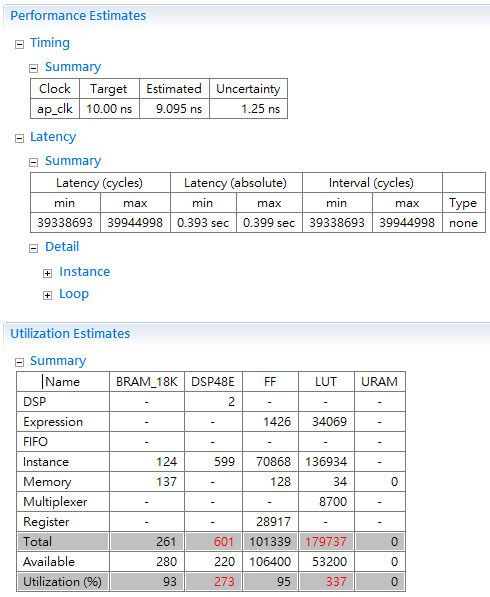 Performance Estimates
Timing
Summary
Clock Target Estimated Uncertainty
ap_clk 10.00 ns 9.095 ns 1.25 ns
Latency
Summary
Latency (cycles) Latency (absolute) Interval (cycles)
min max min max min max Type
39338693 39944998 0.393 sec 0.399 sec 39338693 39944998 none
Detail
Instance
Loop
Utilization Estimates
Summary
Name BRAM_18K DSP48E FF LUT URAM
DSP - 2 - - -
Expression - - 1426 34069 -
FIFO - - - - -
Instance 124 599 70868 136934 -
Memory 137 - 128 34 0
Multiplexer - - - 8700 -
Register - - 28917 - -
Total 261 601 101339 179737 0
Available 280 220 106400 53200 0
Utilization (%) 93 273 95 337 0